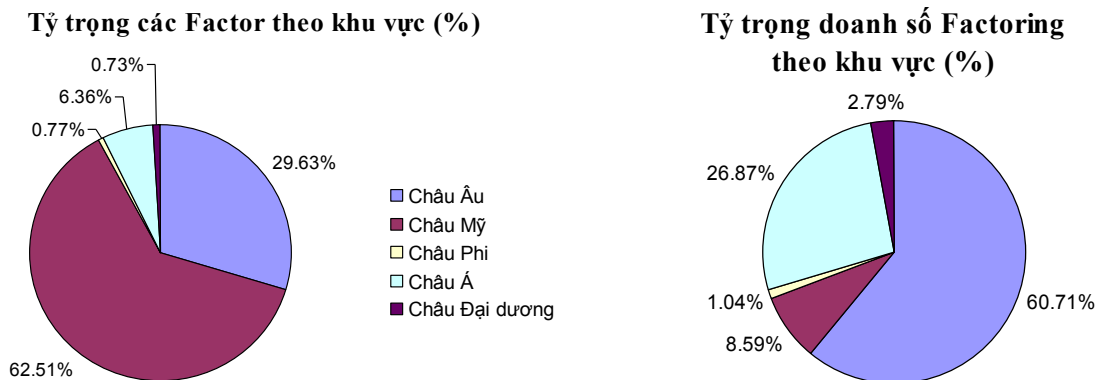 Tỷ trọng các Factor theo khu vực (%)
0.73%
6.36%
0.77%
29.63%
62.51%
Châu Âu
Châu Mỹ
Châu Phi
Châu Á
Châu Đại dương
Tỷ trọng doanh số Factoring
theo khu vực (%)
2.79%
26.87%
1.04%
8.59%
60.71%